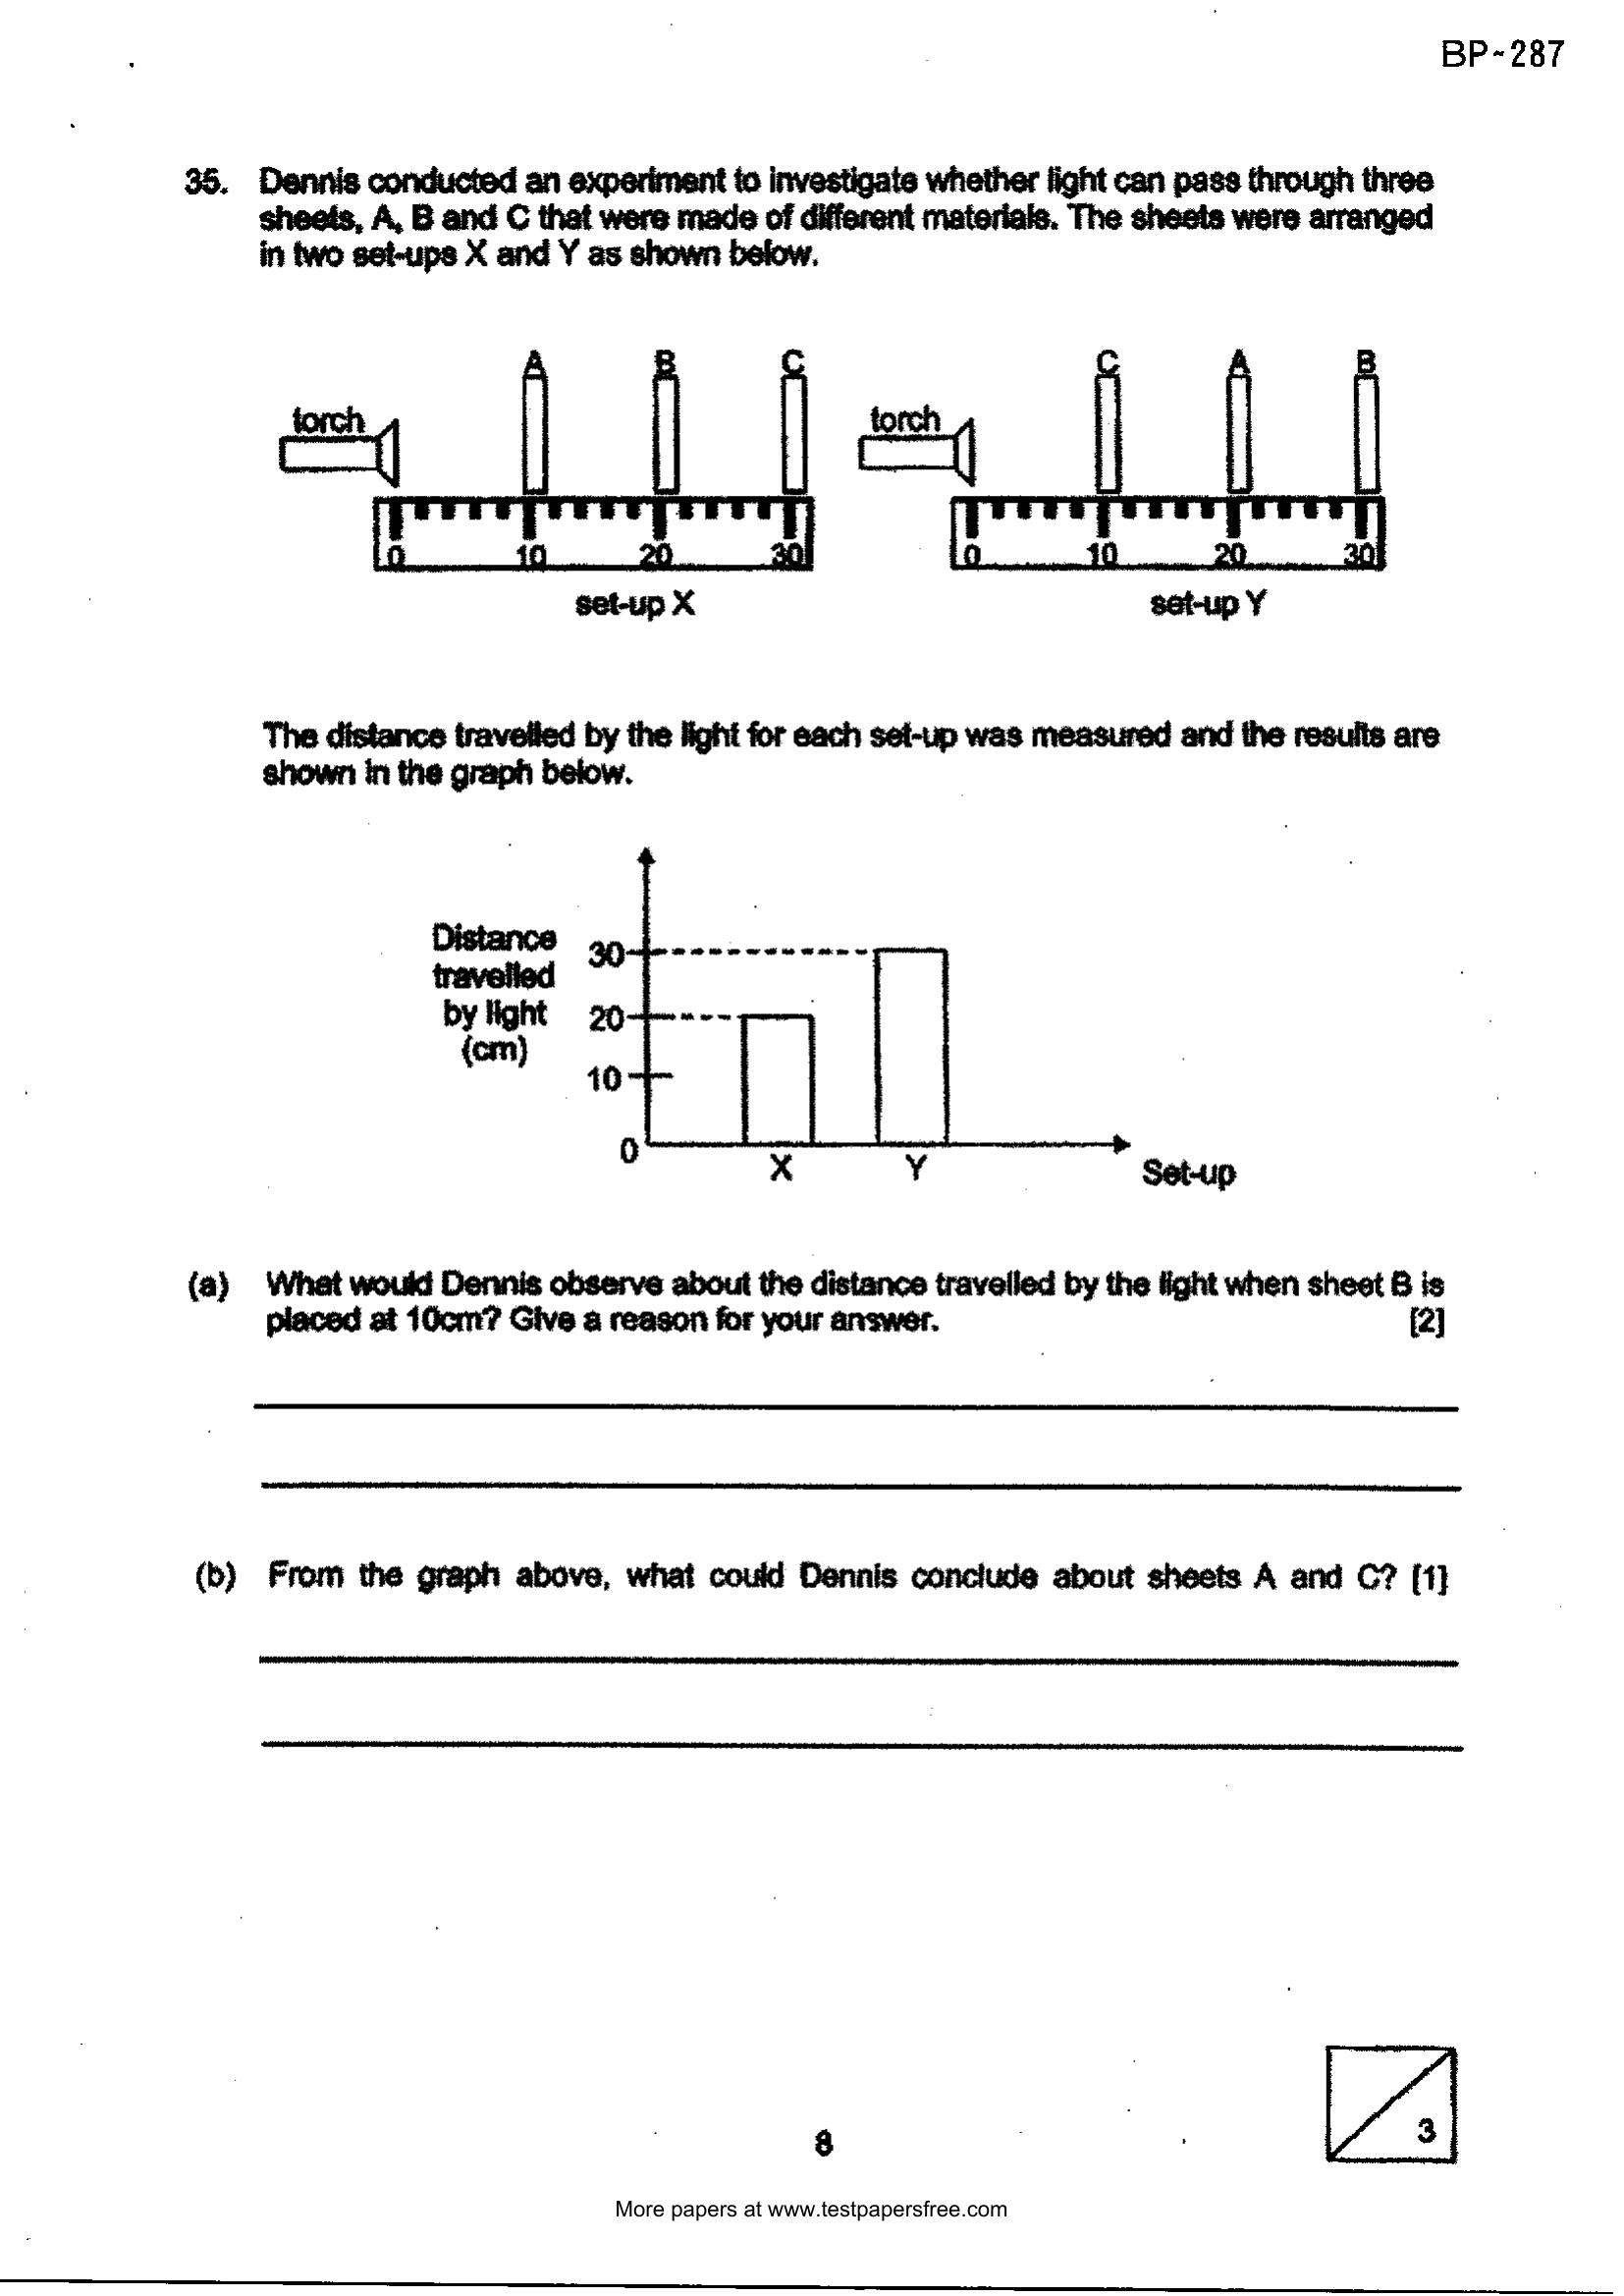 BP-287
35. Dennis conducted an experiment to investigate whether light can pass through three
sheets, A, B and C that were made of different materials. The sheets were arranged
in two set-ups X and Y as shown below.
A B C C A B
torch torch
0 10 20 30 0 10 20 30
set-up X set-up Y
The distance travelled by the light for each set-up was measured and the results are
shown in the graph below.
Distance
travelled
by light
(cm)
30
20
10
0
X Y
Set-up
(a) What would Dennis observe about the distance travelled by the light when sheet B is
placed at 10cm? Give a reason for your answer. [2]
(b) From the graph above, what could Dennis conclude about sheets A and C? [1]
3
8
More papers at www.testpapersfree.com